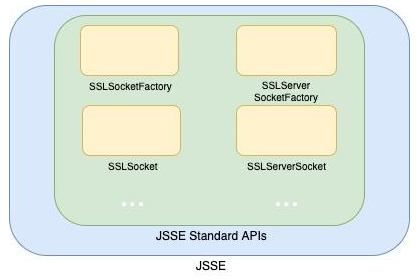 SSLSocketFactory
SSLServer
SocketFactory
SSLSocket
SSLServerSocket
... ...
JSSE Standard APIs
JSSE